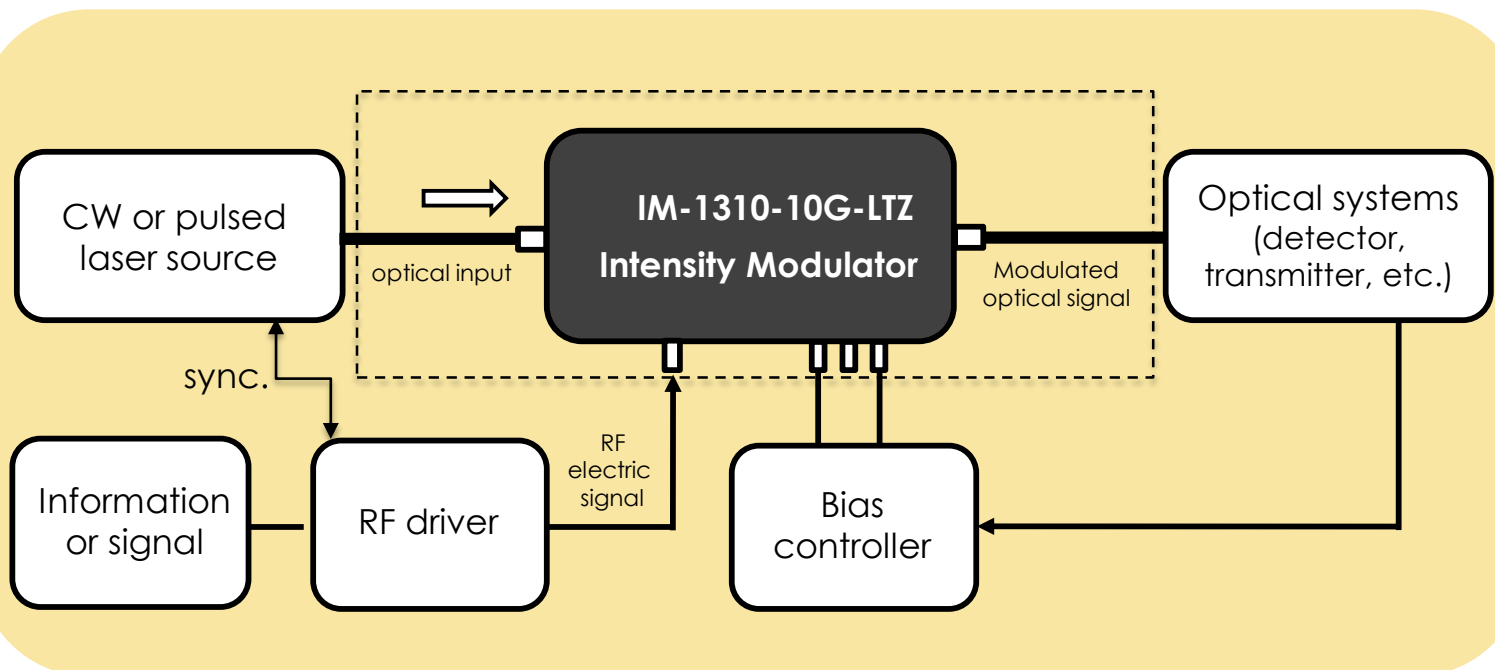 CW or pulsed
laser source
optical input
IM-1310-10G-LTZ
Intensity Modulator
Modulated
optical signal
Optical systems
(detector,
transmitter, etc.)
sync.
Information
or signal
RF driver
RF
electric
signal
Bias
controller